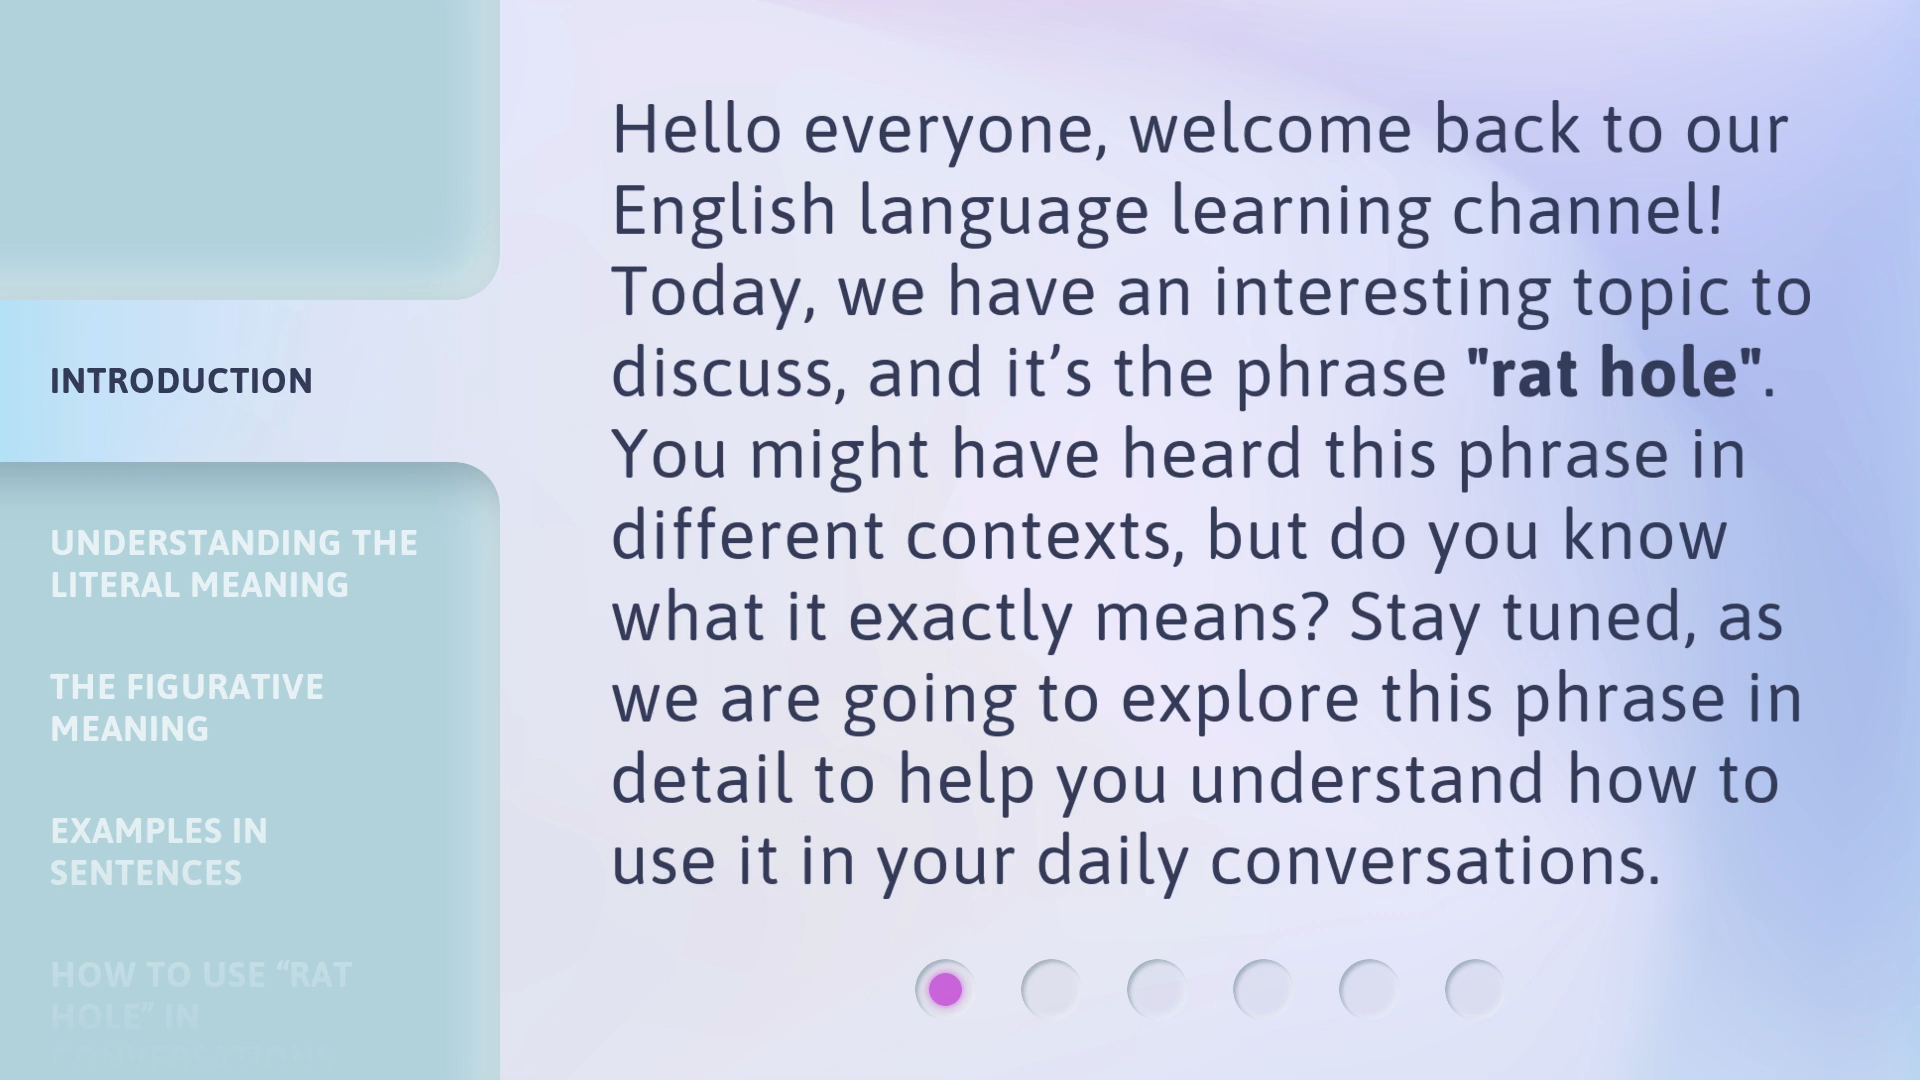 INTRODUCTION
UNDERSTANDING THE
LITERAL MEANING
THE FIGURATIVE
MEANING
EXAMPLES IN
SENTENCES
HOW TO USE “RAT
HOLE” IN
CONVERSATIONS
Hello everyone, welcome back to our
English language learning channel!
Today, we have an interesting topic to
discuss, and it’s the phrase "rat hole".
You might have heard this phrase in
different contexts, but do you know
what it exactly means? Stay tuned, as
we are going to explore this phrase in
detail to help you understand how to
use it in your daily conversations.